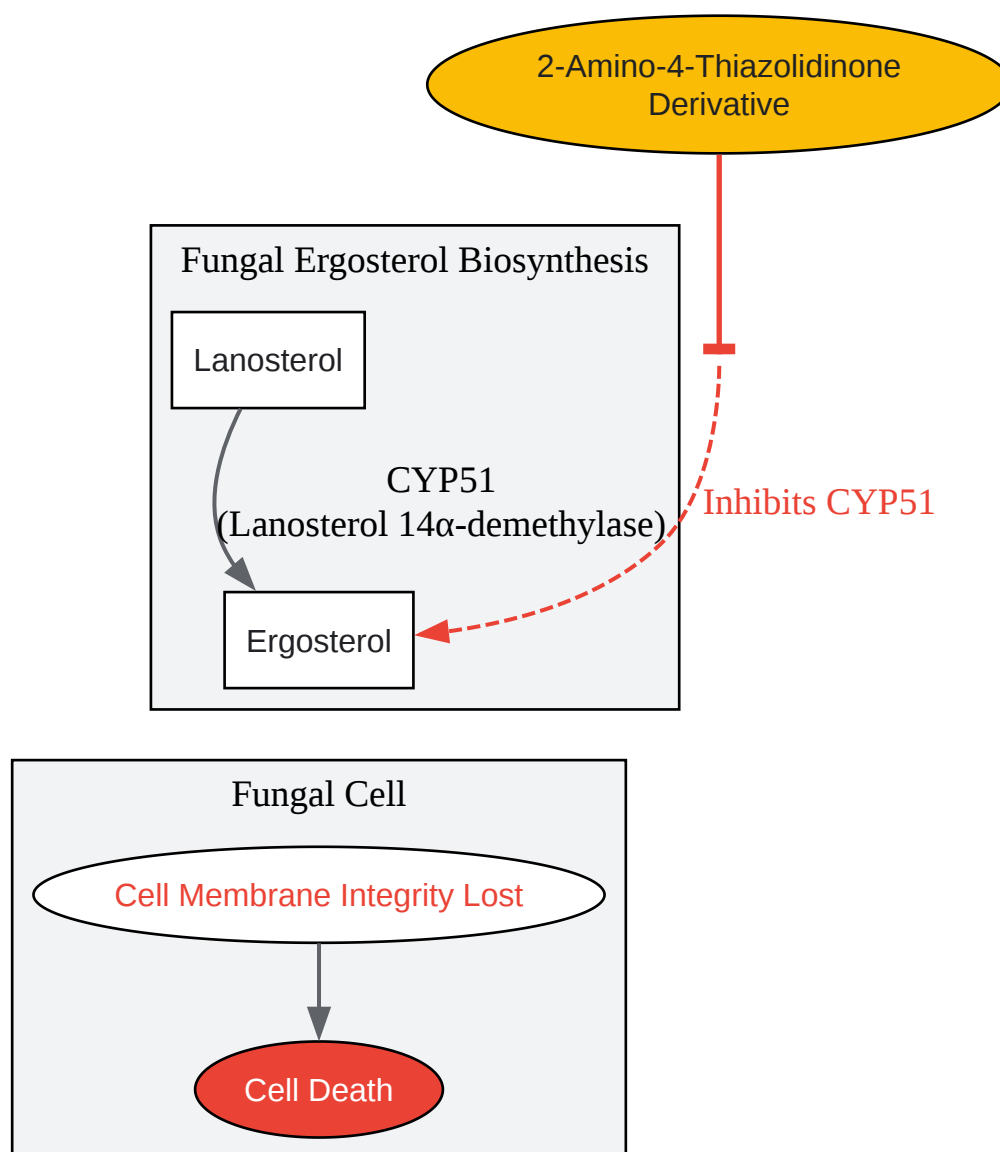 2-Amino-4-Thiazolidinone
Derivative
Fungal Ergosterol Biosynthesis
Lanosterol
CYP51
(Lanosterol 14α-demethylase)
Inhibits CYP51
Ergosterol
Fungal Cell
Cell Membrane Integrity Lost
Cell Death